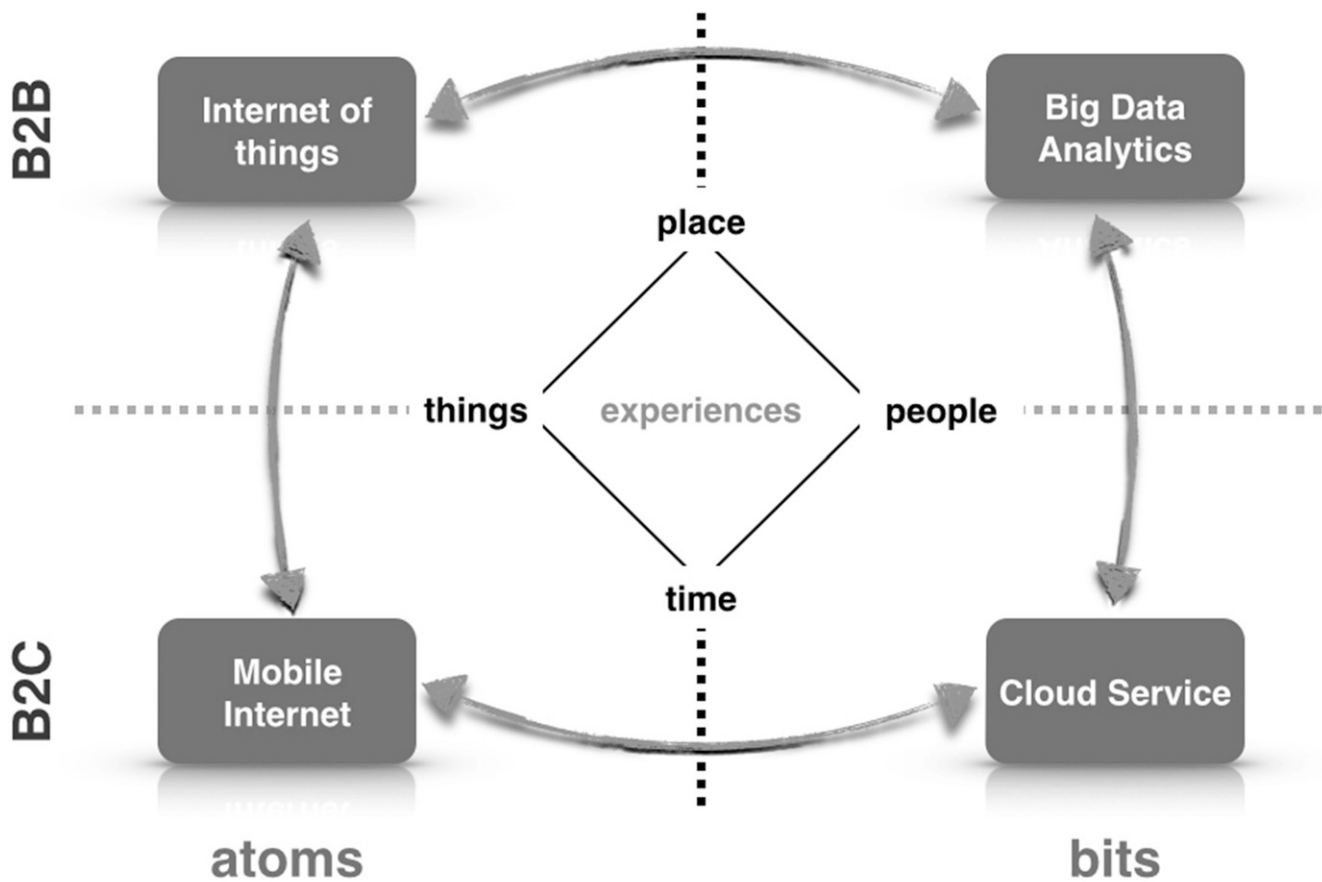 B2B
Internet of
things
Big Data
Analytics
place
things
experiences
people
time
B2C
Mobile
Internet
Cloud Service
atoms
bits